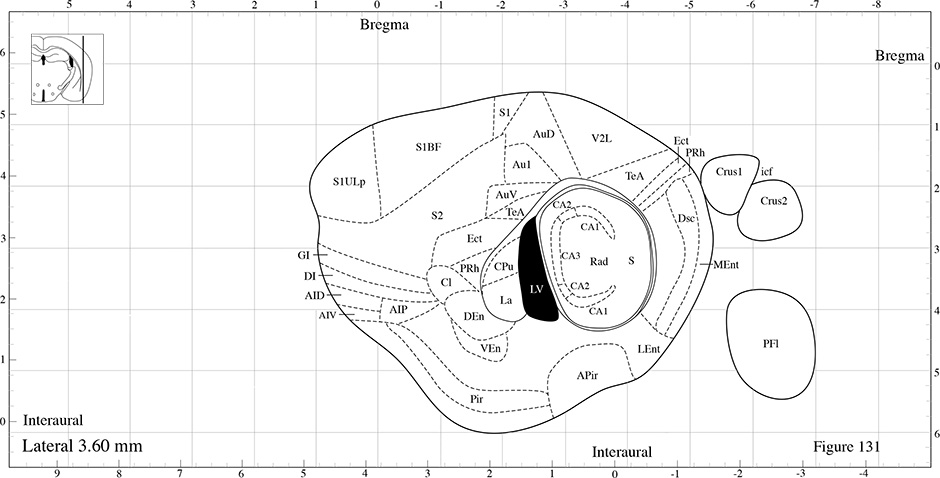 5 4 3 2 1 0 -1 -2 -3 -4 -5 -6 -7 -8
Bregma
Bregma
6
0
S1
5
AuD
V2L
1
S1BF
Ect
PRh
Au1
Crus1
icf
4
S1ULp
TeA
2
AuV
Crus2
CA2
TeA
S2
Dsc
CA1
3
Ect
3
GI
CA3
Rad
S
MEnt
PRh
CPu
DI
Cl
CA2
LV
AID
2
La
AIP
CA1
4
AIV
DEn
PFl
VEn
LEnt
1
APir
5
Pir
0
Interaural
6
Lateral 3.60 mm
Interaural
Figure 131
9 8 7 6 5 4 3 2 1 0 -1 -2 -3 -4